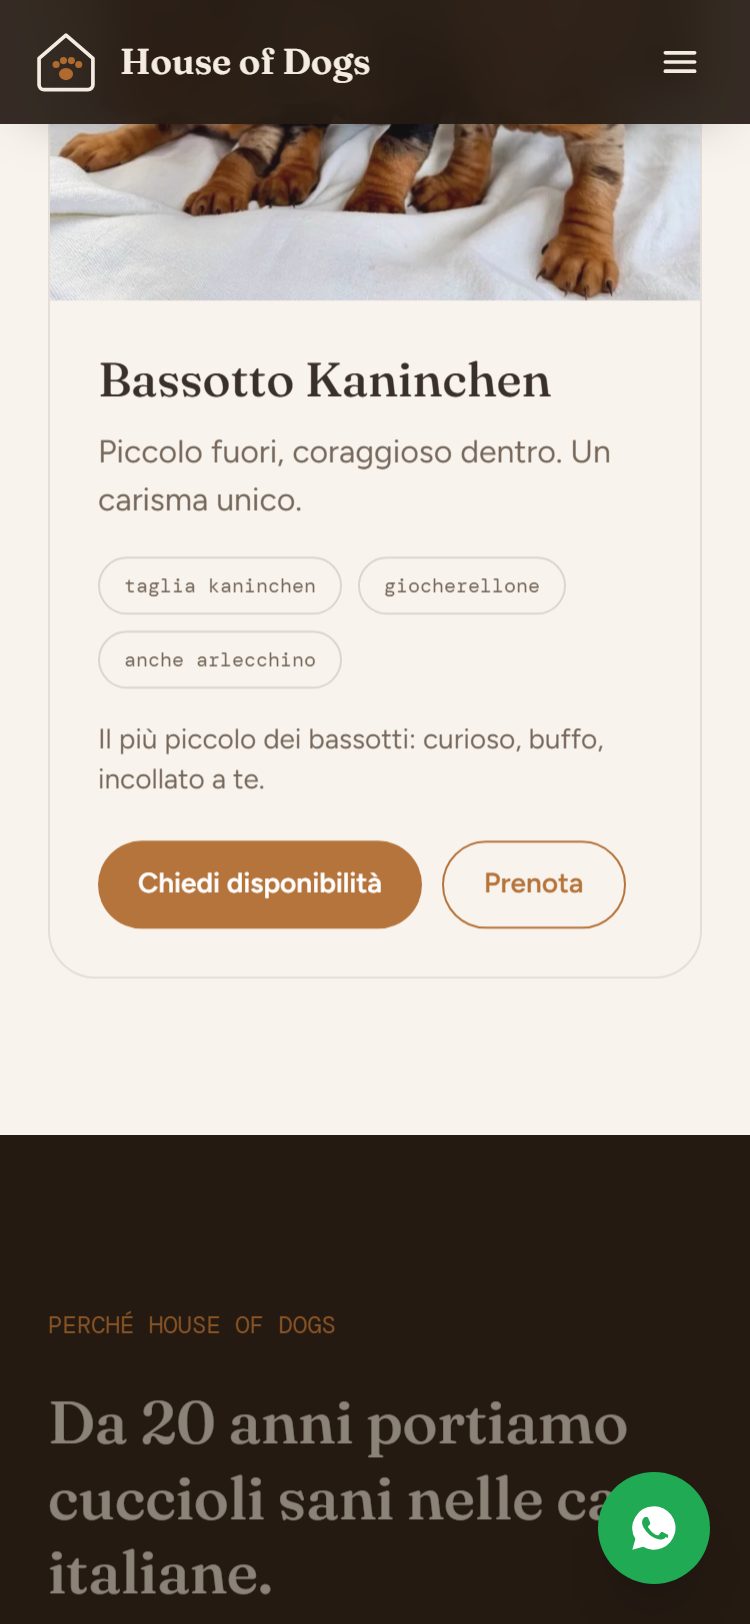 House of Dogs
Bassotto Kaninchen
Piccolo fuori, coraggioso dentro. Un
carisma unico.
taglia kaninchen
giocherellone
anche arlecchino
Il più piccolo dei bassotti: curioso, buffo,
incollato a te.
Chiedi disponibilità
Prenota
PERCHÉ HOUSE OF DOGS
Da 20 anni portiamo
cuccioli sani nelle
italiane.